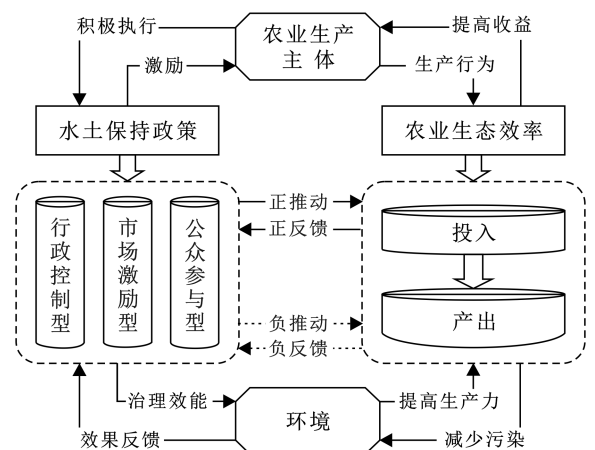 积极执行
农业生产
主体
提高收益
激励
生产行为
水土保持政策
农业生态效率
行政控制型
市场激励型
公众参与型
正推动
正反馈
投入
产出
负推动
负反馈
治理效能
环境
提高生产力
效果反馈
减少污染